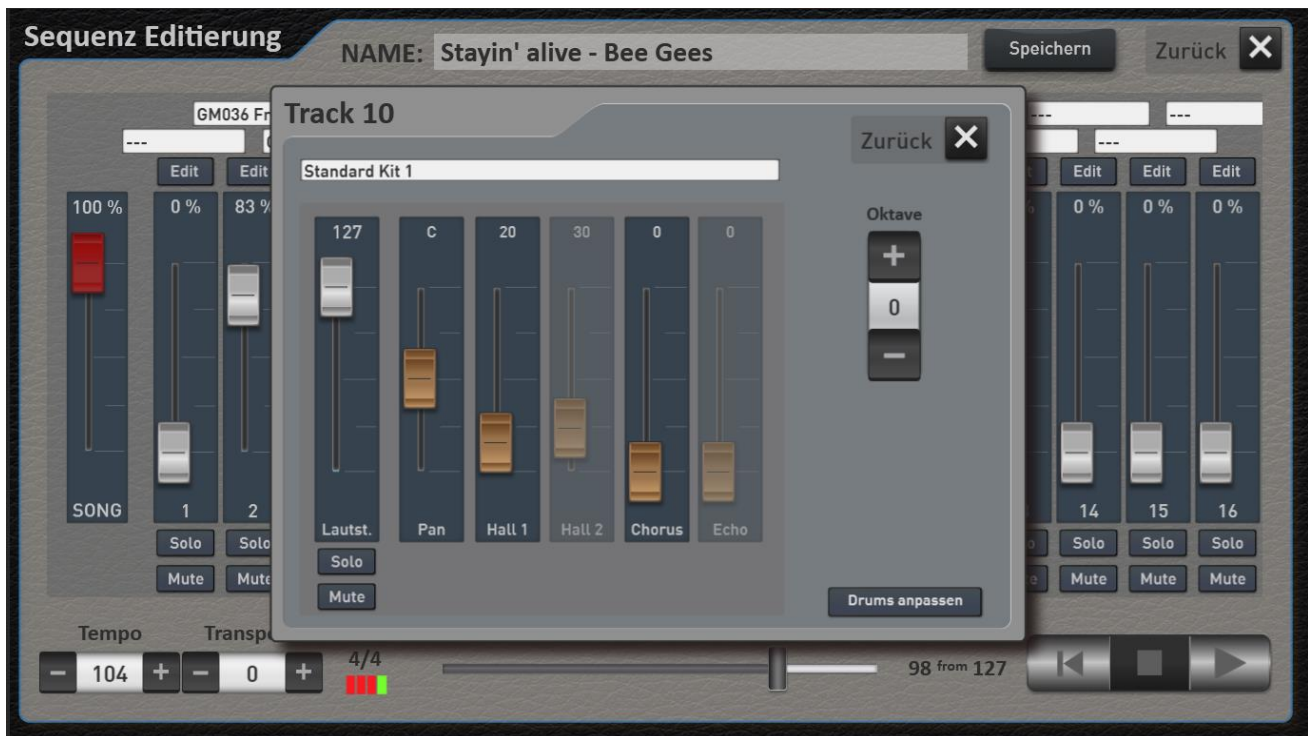 Sequenz Editierung
NAME: Stayin' alive - Bee Gees
Speichern
Zurück
GM036 Fr
---
---
---
---
Edit
Edit
Edit
Edit
Edit
100 %
0 %
83 %
0 %
0 %
0 %
SONG
1
2
14
15
16
Solo
Solo
Solo
Solo
Solo
Mute
Mute
Mute
Mute
Mute
Track 10
Zurück
Standard Kit 1
127
C
20
30
0
0
Lautst.
Pan
Hall 1
Hall 2
Chorus
Echo
Solo
Mute
Oktave
+
0
−
Drums anpassen
Tempo
− 104 +
Transp
− 0 +
4/4
98 from 127